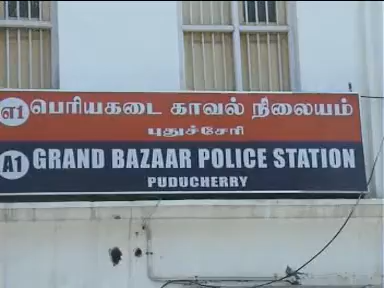 எ1 பெரியகடை காவல் நிலையம்
புதுச்சேரி
A1 GRAND BAZAAR POLICE STATION
PUDUCHERRY